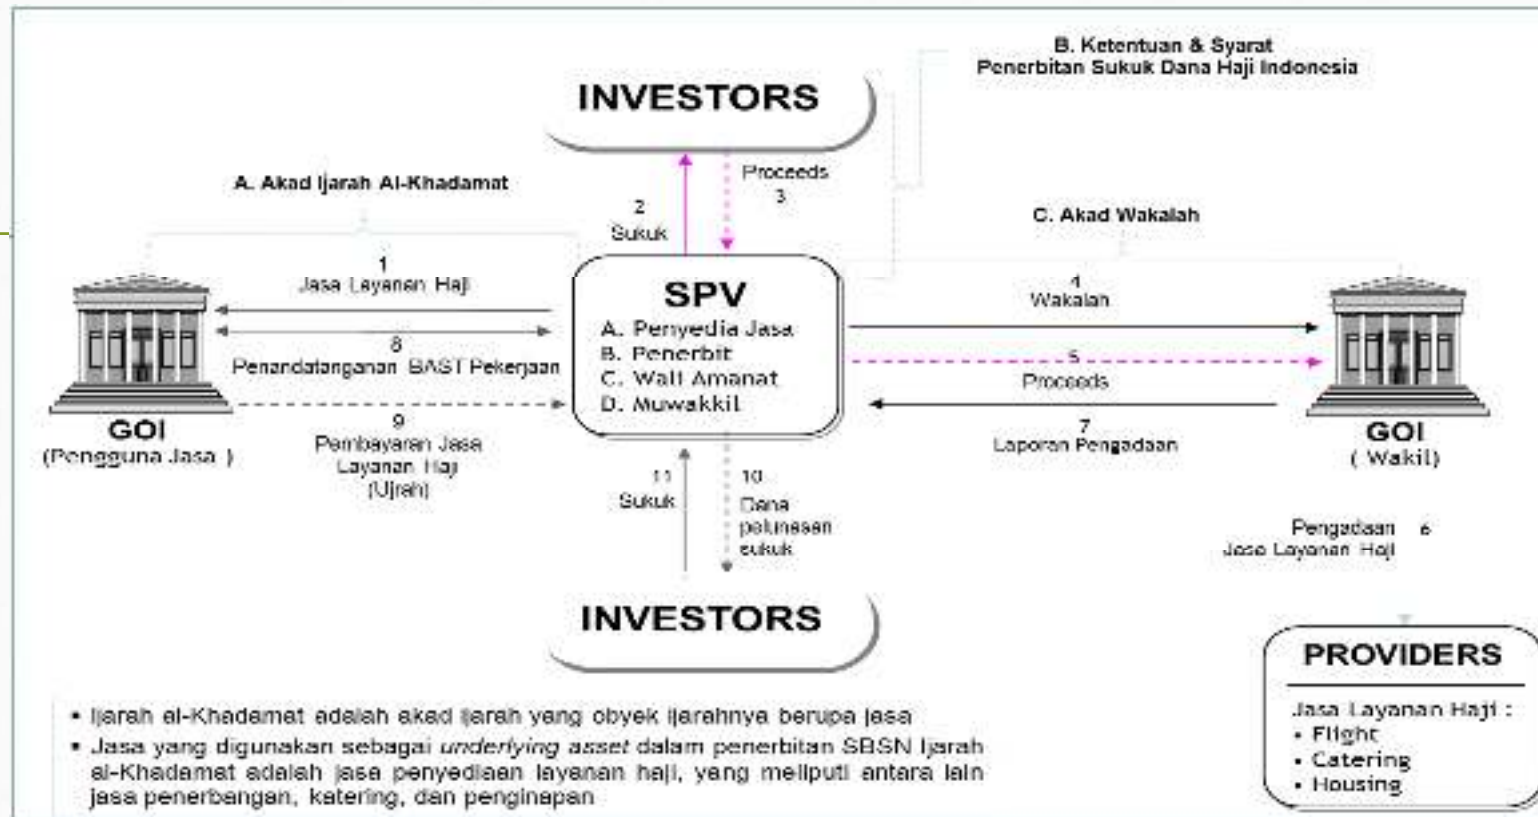 B. Ketentuan & Syarat
Penerbitan Sukuk Dana Haji Indonesia
INVESTORS
A. Akad Ijarah Al-Khadamat
Proceeds
3
2
Sukuk
C. Akad Wakalah
1
Jasa Layanan Haji
SPV
A. Penyedia Jasa
B. Penerbit
C. Wali Amanat
D. Muwakkil
4
Wakalah
8
Penandatanganan BAST Pekerjaan
5
Proceeds
GOI
(Pengguna Jasa )
9
Pembayaran Jasa
Layanan Haji
(Ujrah)
7
Laporan Pengadaan
GOI
( Wakil)
11
Sukuk
10
Dana
pelunasan
sukuk
Pengadaan 6
Jasa Layanan Haji
INVESTORS
PROVIDERS
Jasa Layanan Haji :
• Flight
• Catering
• Housing
▪ Ijarah al-Khadamat adalah akad ijarah yang obyek ijarahnya berupa jasa
▪ Jasa yang digunakan sebagai underlying asset dalam penerbitan SBSN Ijarah
al-Khadamat adalah jasa penyediaan layanan haji, yang meliputi antara lain
jasa penerbangan, katering, dan penginapan